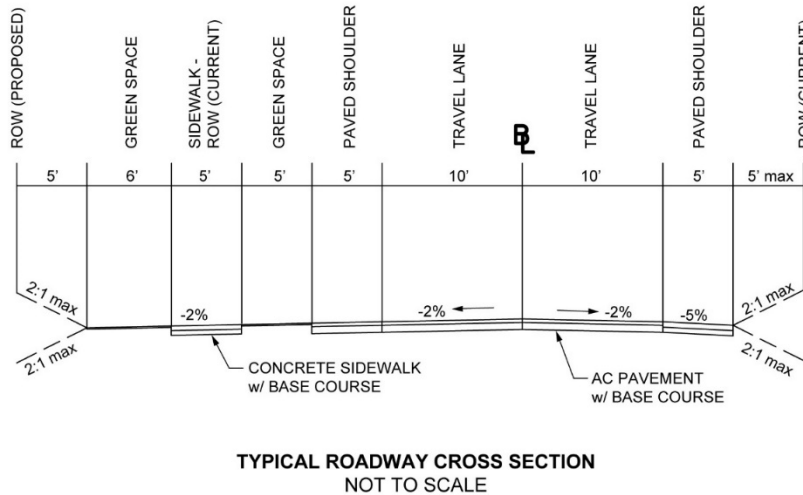 ROW (PROPOSED)
GREEN SPACE
SIDEWALK -
ROW (CURRENT)
GREEN SPACE
PAVED SHOULDER
TRAVEL LANE
BL
TRAVEL LANE
PAVED SHOULDER
ROW (CURRENT)
5' 6' 5' 5' 5' 10' 10' 5' 5' max
2:1 max
-2%
-2%
-2%
-5%
2:1 max
2:1 max
2:1 max
CONCRETE SIDEWALK
w/ BASE COURSE
AC PAVEMENT
w/ BASE COURSE
TYPICAL ROADWAY CROSS SECTION
NOT TO SCALE